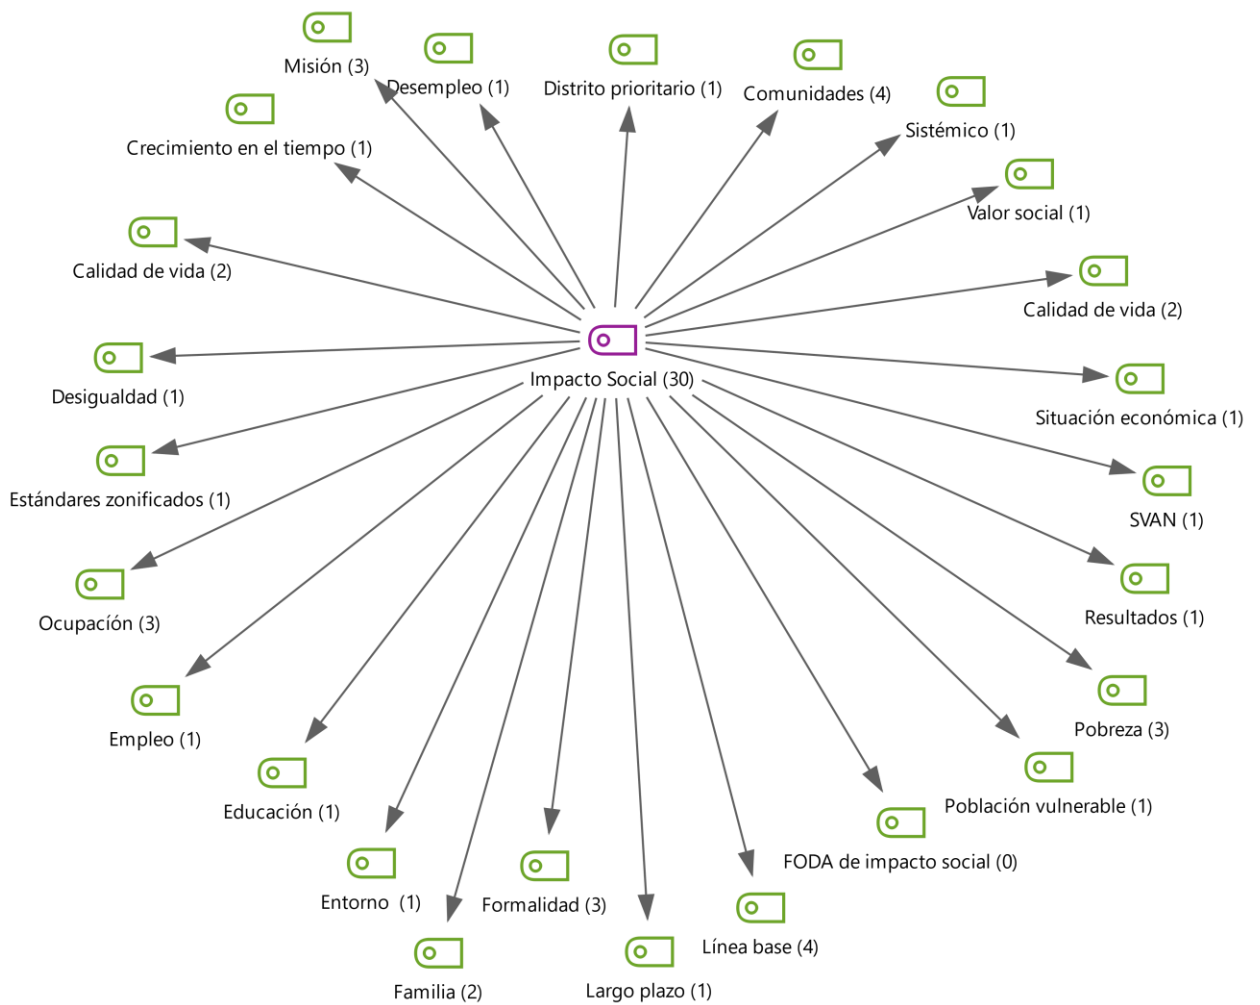 Misión (3)
Desempleo (1)
Distrito prioritario (1)
Comunidades (4)
Sistémico (1)
Crecimiento en el tiempo (1)
Valor social (1)
Calidad de vida (2)
Calidad de vida (2)
Impacto Social (30)
Desigualdad (1)
Situación económica (1)
Estándares zonificados (1)
SVAN (1)
Ocupacíón (3)
Resultados (1)
Empleo (1)
Pobreza (3)
Educación (1)
Población vulnerable (1)
FODA de impacto social (0)
Entorno  (1)
Formalidad (3)
Línea base (4)
Familia (2)
Largo plazo (1)